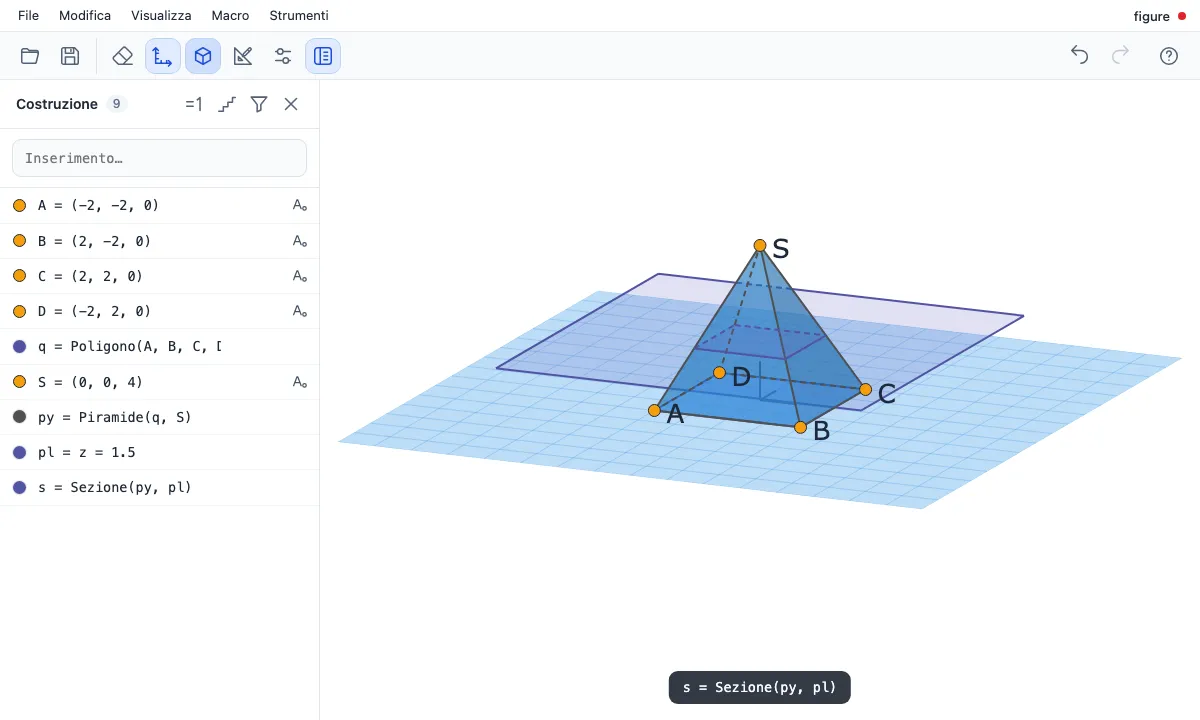 File Modifica Visualizza Macro Strumenti figure
Costruzione 9 =1
Inserimento…
A = (−2, −2, 0)
B = (2, −2, 0)
C = (2, 2, 0)
D = (−2, 2, 0)
q = Poligono(A, B, C, D
S = (0, 0, 4)
py = Piramide(q, S)
pl = z = 1.5
s = Sezione(py, pl)
S
D
C
A
B
s = Sezione(py, pl)